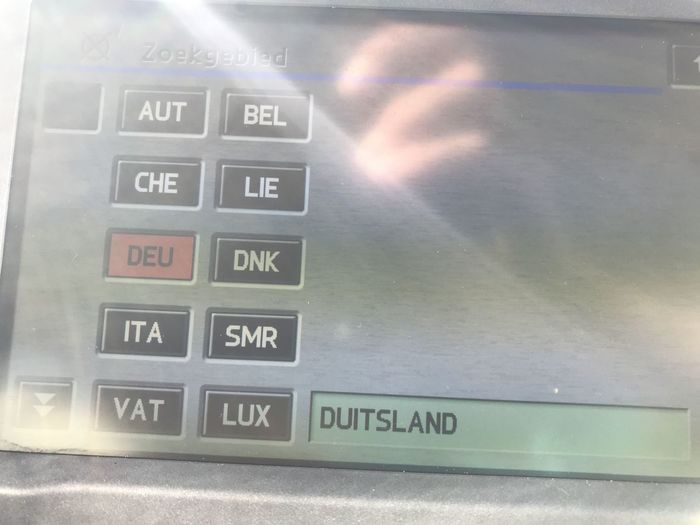 Zoekgebied
AUT BEL
CHE LIE
DEU DNK
ITA SMR
VAT LUX DUITSLAND